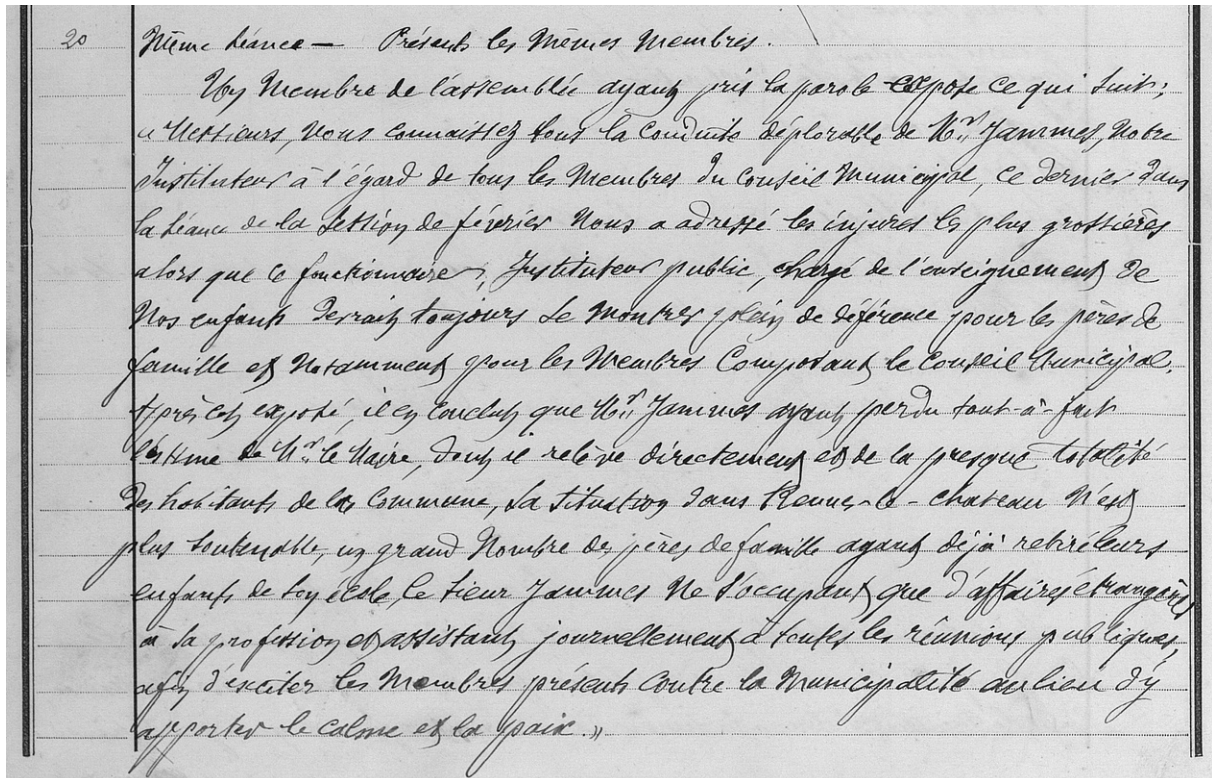 20 Même séance — Présents les Mêmes Membres.
Un Membre de l'assemblée ayant pris la parole expose ce qui suit;
« Messieurs, Vous connaissez tous la Conduite déplorable de Mr Jammes, Notre
Instituteur à l'égard de tous les Membres du Conseil Municipal, ce dernier dans
la séance de la Session de février Nous a adressé les injures les plus grossières
alors que ce fonctionnaire, Instituteur public, chargé de l'enseignement de
Nos enfants devrait toujours se montrer plein de déférence pour les pères de
famille et Notamment pour les Membres Composant le Conseil Municipal.
Après cet exposé, il en conclut que Mr Jammes ayant perdu tout-à-fait
l'estime de Mr le Maire, dont il relève directement et de la presque totalité
des habitants de la Commune, sa situation dans Rennes-le-chateau N'est
plus soutenable, un grand Nombre des pères de famille ayant déjà retiré leurs
enfants de son école, le sieur Jammes Ne s'occupant que d'affaires étrangères
à sa profession et assistant journellement à toutes les réunions publiques,
afin d'exciter les Membres présents Contre la Municipalité au lieu d'y
apporter le calme et la paix. »